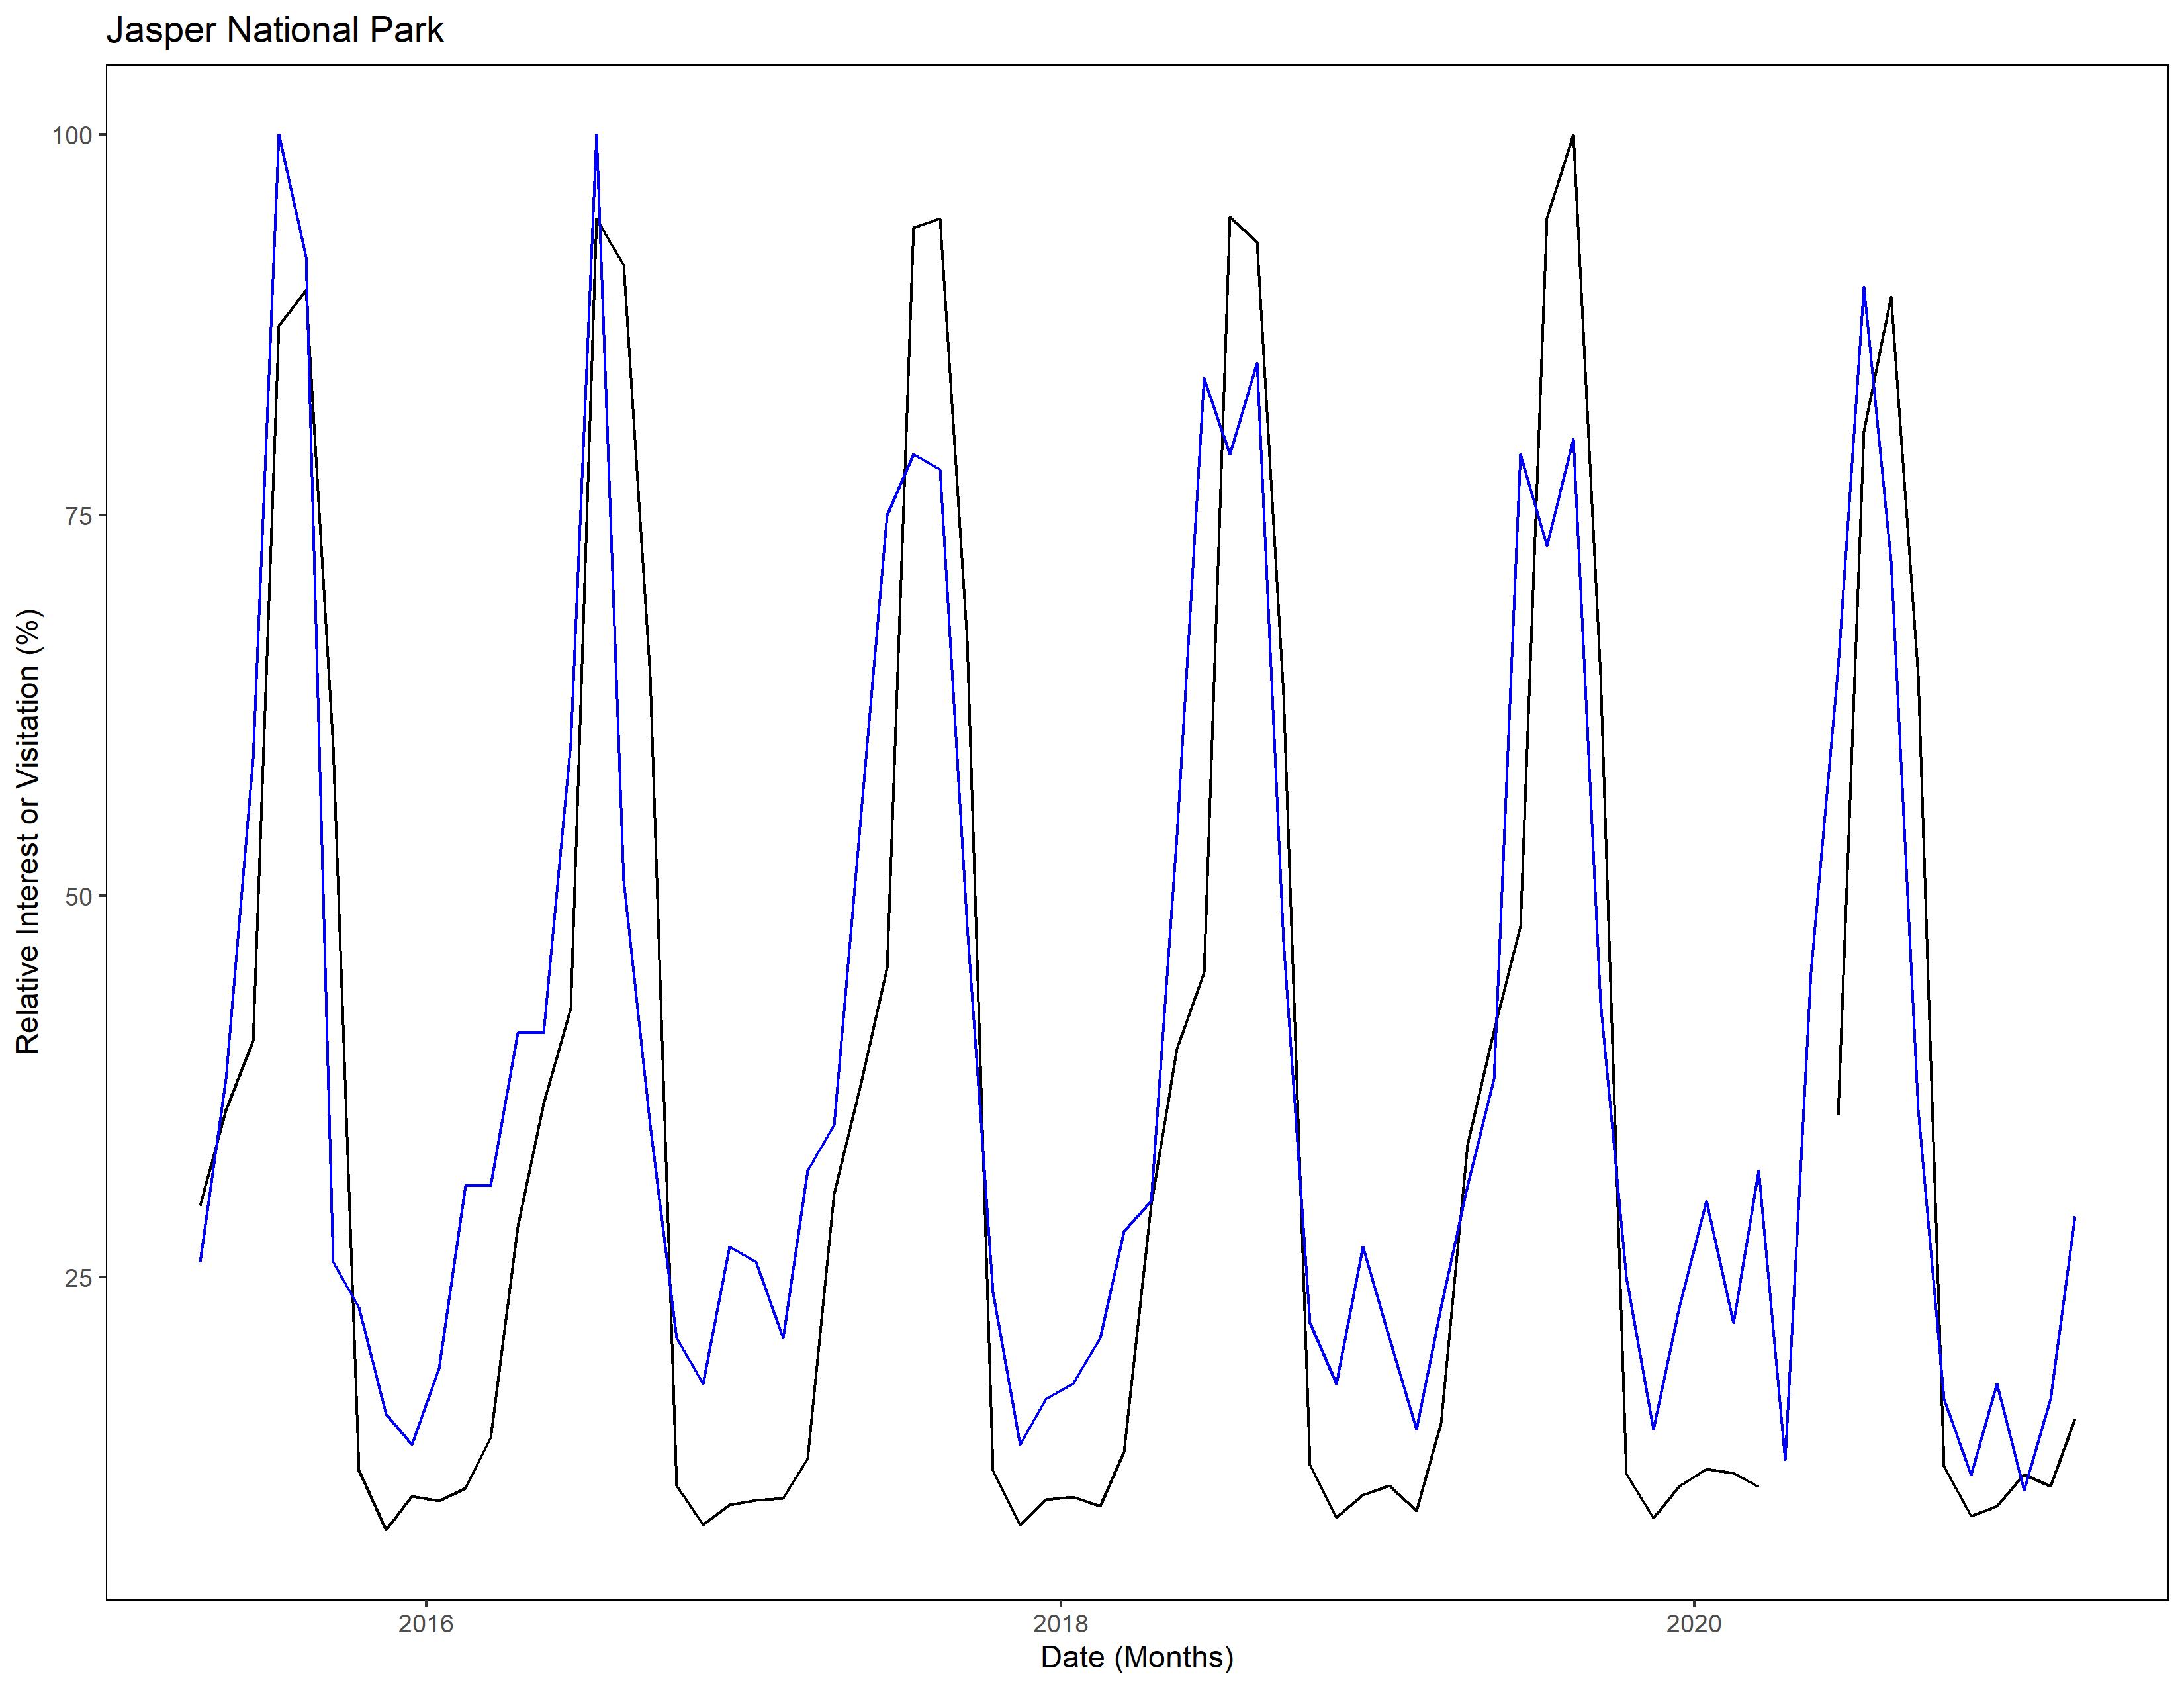 Jasper National Park
100
75
50
25
Relative Interest or Visitation (%)
2016
2018
2020
Date (Months)